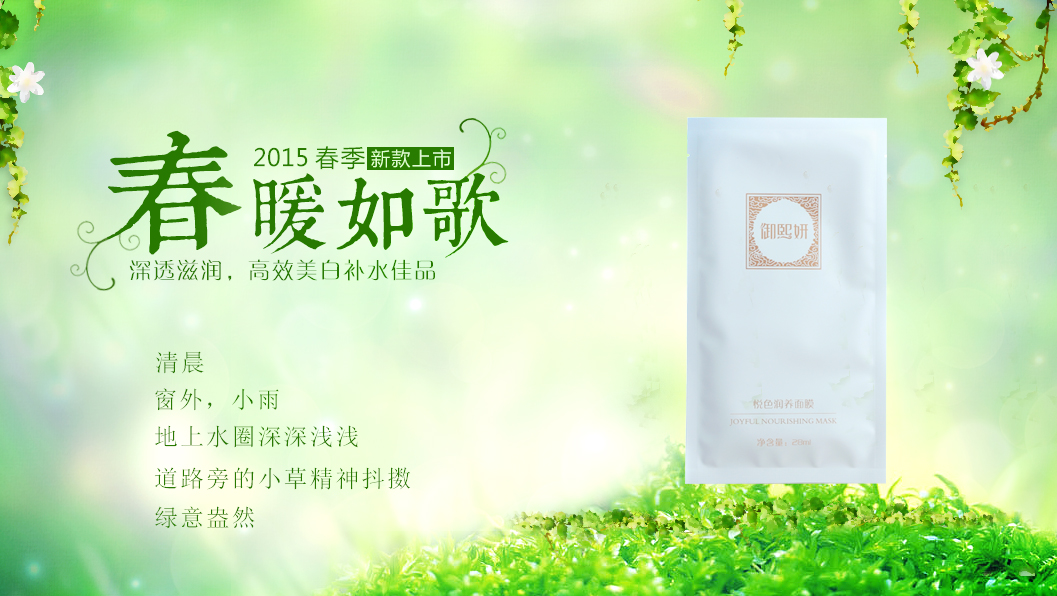 2015 春季 新款上市
春暖如歌
深透滋润，高效美白补水佳品
清晨
窗外，小雨
地上水圈深深浅浅
道路旁的小草精神抖擞
绿意盎然
御熙妍
悦色润养面膜
JOYFUL NOURISHING MASK
净含量：